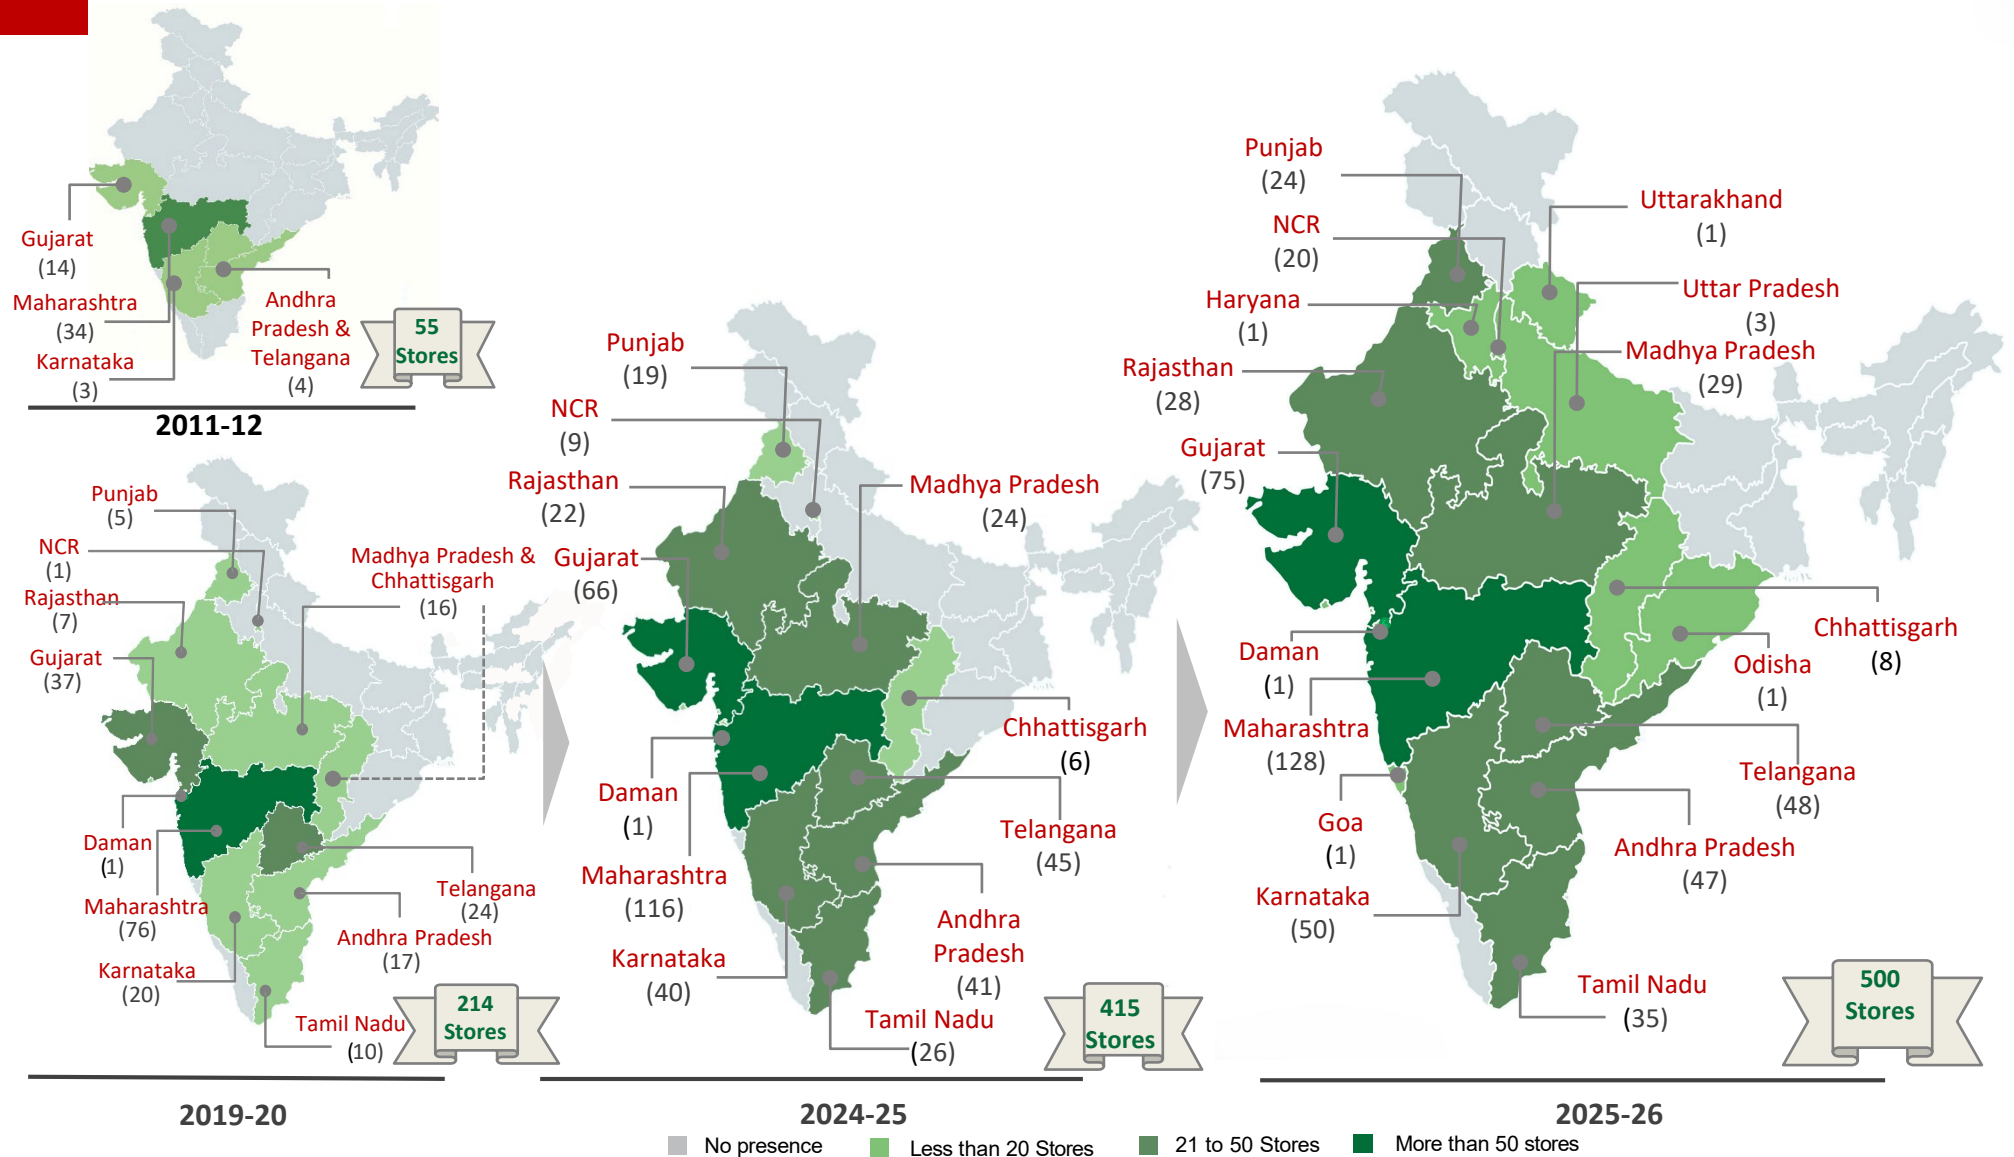 Gujarat
(14)
Maharashtra
(34)
Karnataka
(3)
Andhra
Pradesh &
Telangana
(4)
55
Stores
2011-12
Punjab
(5)
NCR
(1)
Rajasthan
(7)
Gujarat
(37)
Madhya Pradesh &
Chhattisgarh
(16)
Daman
(1)
Maharashtra
(76)
Karnataka
(20)
Telangana
(24)
Andhra Pradesh
(17)
Tamil Nadu
(10)
214
Stores
2019-20
Punjab
(19)
NCR
(9)
Rajasthan
(22)
Gujarat
(66)
Madhya Pradesh
(24)
Chhattisgarh
(6)
Daman
(1)
Maharashtra
(116)
Telangana
(45)
Andhra
Pradesh
(41)
Karnataka
(40)
Tamil Nadu
(26)
415
Stores
2024-25
Punjab
(24)
NCR
(20)
Haryana
(1)
Rajasthan
(28)
Gujarat
(75)
Uttarakhand
(1)
Uttar Pradesh
(3)
Madhya Pradesh
(29)
Chhattisgarh
(8)
Odisha
(1)
Daman
(1)
Maharashtra
(128)
Goa
(1)
Karnataka
(50)
Telangana
(48)
Andhra Pradesh
(47)
Tamil Nadu
(35)
500
Stores
2025-26
No presence
Less than 20 Stores
21 to 50 Stores
More than 50 stores